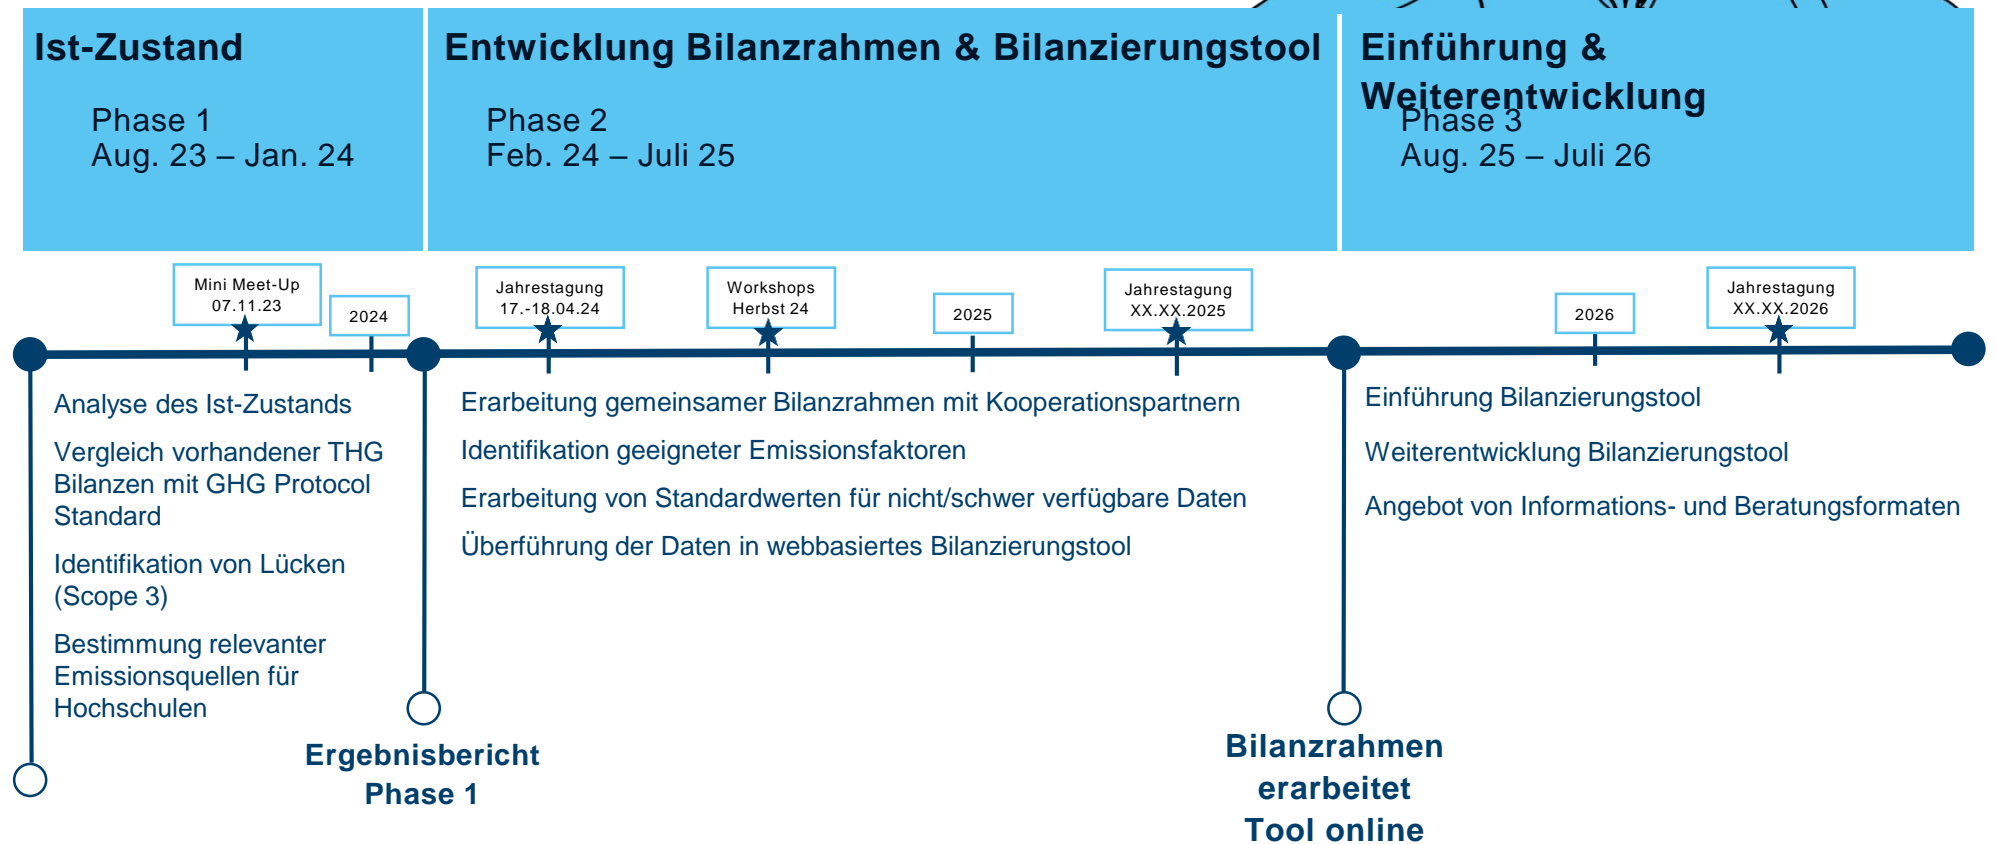 Ist-Zustand
Phase 1
Aug. 23 – Jan. 24
Entwicklung Bilanzrahmen & Bilanzierungstool
Phase 2
Feb. 24 – Juli 25
Einführung &
Weiterentwicklung
Phase 3
Aug. 25 – Juli 26
Mini Meet-Up
07.11.23
2024
Jahrestagung
17.-18.04.24
Workshops
Herbst 24
2025
Jahrestagung
XX.XX.2025
2026
Jahrestagung
XX.XX.2026
Analyse des Ist-Zustands
Vergleich vorhandener THG
Bilanzen mit GHG Protocol
Standard
Identifikation von Lücken
(Scope 3)
Bestimmung relevanter
Emissionsquellen für
Hochschulen
Erarbeitung gemeinsamer Bilanzrahmen mit Kooperationspartnern
Identifikation geeigneter Emissionsfaktoren
Erarbeitung von Standardwerten für nicht/schwer verfügbare Daten
Überführung der Daten in webbasiertes Bilanzierungstool
Einführung Bilanzierungstool
Weiterentwicklung Bilanzierungstool
Angebot von Informations- und Beratungsformaten
Ergebnisbericht
Phase 1
Bilanzrahmen
erarbeitet
Tool online